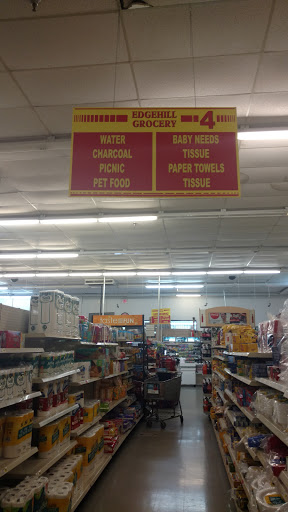 EDGEHILL
GROCERY
4
WATER
CHARCOAL
PICNIC
PET FOOD
BABY NEEDS
TISSUE
PAPER TOWELS
TISSUE